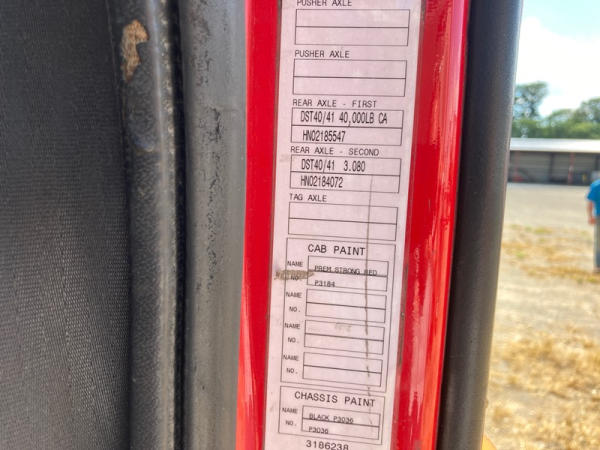 PUSHER AXLE
PUSHER AXLE
REAR AXLE - FIRST
DST40/41 40,000LB CA
HN02185547
REAR AXLE - SECOND
DST40/41 3.080
HN02184072
TAG AXLE
CAB PAINT
NAME PREM STRONG RED
NO. P3184
NAME
NO.
NAME
NO.
NAME
NO.
CHASSIS PAINT
NAME BLACK P3036
P3036
3186238